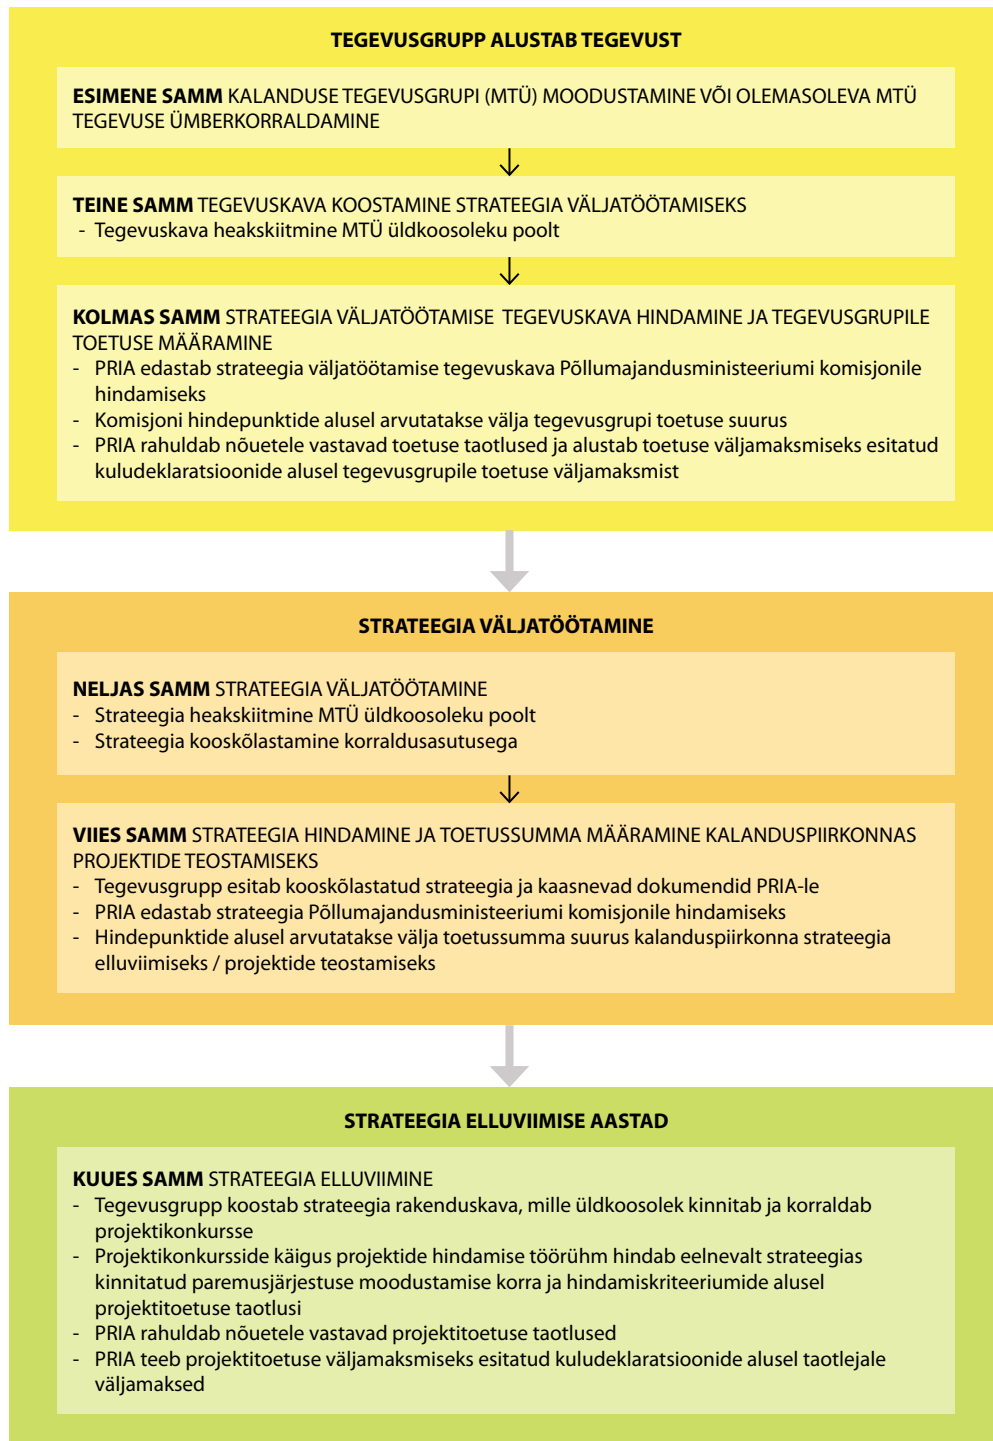 TEGEVUSGRUPP ALUSTAB TEGEVUST
ESIMENE SAMM KALANDUSE TEGEVUSGRUPI (MTÜ) MOODUSTAMINE VÕI OLEMASOLEVA MTÜ
TEGEVUSE ÜMBERKORRALDAMINE
TEINE SAMM TEGEVUSKAVA KOOSTAMINE STRATEEGIA VÄLJATÖÖTAMISEKS
- Tegevuskava heakskiitmine MTÜ üldkoosoleku poolt
KOLMAS SAMM STRATEEGIA VÄLJATÖÖTAMISE TEGEVUSKAVA HINDAMINE JA TEGEVUSGRUPILE
TOETUSE MÄÄRAMINE
- PRIA edastab strateegia väljatöötamise tegevuskava Põllumajandusministeeriumi komisjonile
hindamiseks
- Komisjoni hindepunktide alusel arvutatakse välja tegevusgrupi toetuse suurus
- PRIA rahuldab nõuetele vastavad toetuse taotlused ja alustab toetuse väljamaksmiseks esitatud
kuludeklaratsioonide alusel tegevusgrupile toetuse väljamaksmist
STRATEEGIA VÄLJATÖÖTAMINE
NELJAS SAMM STRATEEGIA VÄLJATÖÖTAMINE
- Strateegia heakskiitmine MTÜ üldkoosoleku poolt
- Strateegia kooskõlastamine korraldusasutusega
VIIES SAMM STRATEEGIA HINDAMINE JA TOETUSSUMMA MÄÄRAMINE KALANDUSPIIRKONNAS
PROJEKTIDE TEOSTAMISEKS
- Tegevusgrupp esitab kooskõlastatud strateegia ja kaasnevad dokumendid PRIA-le
- PRIA edastab strateegia Põllumajandusministeeriumi komisjonile hindamiseks
- Hindepunktide alusel arvutatakse välja toetussumma suurus kalanduspiirkonna strateegia
elluviimiseks / projektide teostamiseks
STRATEEGIA ELLUVIIMISE AASTAD
KUUES SAMM STRATEEGIA ELLUVIIMINE
- Tegevusgrupp koostab strateegia rakenduskava, mille üldkoosolek kinnitab ja korraldab
projektikonkursse
- Projektikonkursside käigus projektide hindamise töörühm hindab eelnevalt strateegias
kinnitatud paremusjärjestuse moodustamise korra ja hindamiskriteeriumide alusel
projektitoetuse taotlusi
- PRIA rahuldab nõuetele vastavad projektitoetuse taotlused
- PRIA teeb projektitoetuse väljamaksmiseks esitatud kuludeklaratsioonide alusel taotlejale
väljamaksed